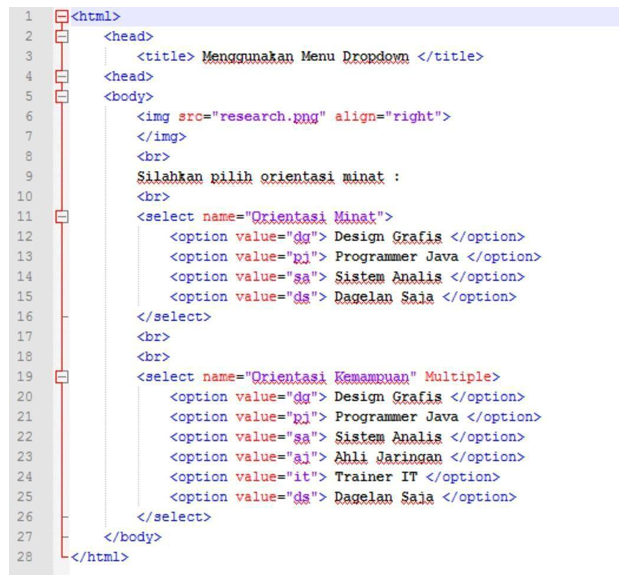 1 <html>
2 <head>
3 <title> Menggunakan Menu Dropdown </title>
4 <head>
5 <body>
6 <img src="research.png" align="right">
7 </img>
8 <br>
9 Silahkan pilih orientasi minat :
10 <br>
11 <select name="Orientasi Minat">
12 <option value="dg"> Design Grafis </option>
13 <option value="pj"> Programmer Java </option>
14 <option value="sa"> Sistem Analis </option>
15 <option value="ds"> Dagelan Saja </option>
16 </select>
17 <br>
18 <br>
19 <select name="Orientasi Kemampuan" Multiple>
20 <option value="dg"> Design Grafis </option>
21 <option value="pj"> Programmer Java </option>
22 <option value="sa"> Sistem Analis </option>
23 <option value="aj"> Ahli Jaringan </option>
24 <option value="it"> Trainer IT </option>
25 <option value="ds"> Dagelan Saja </option>
26 </select>
27 </body>
28 </html>